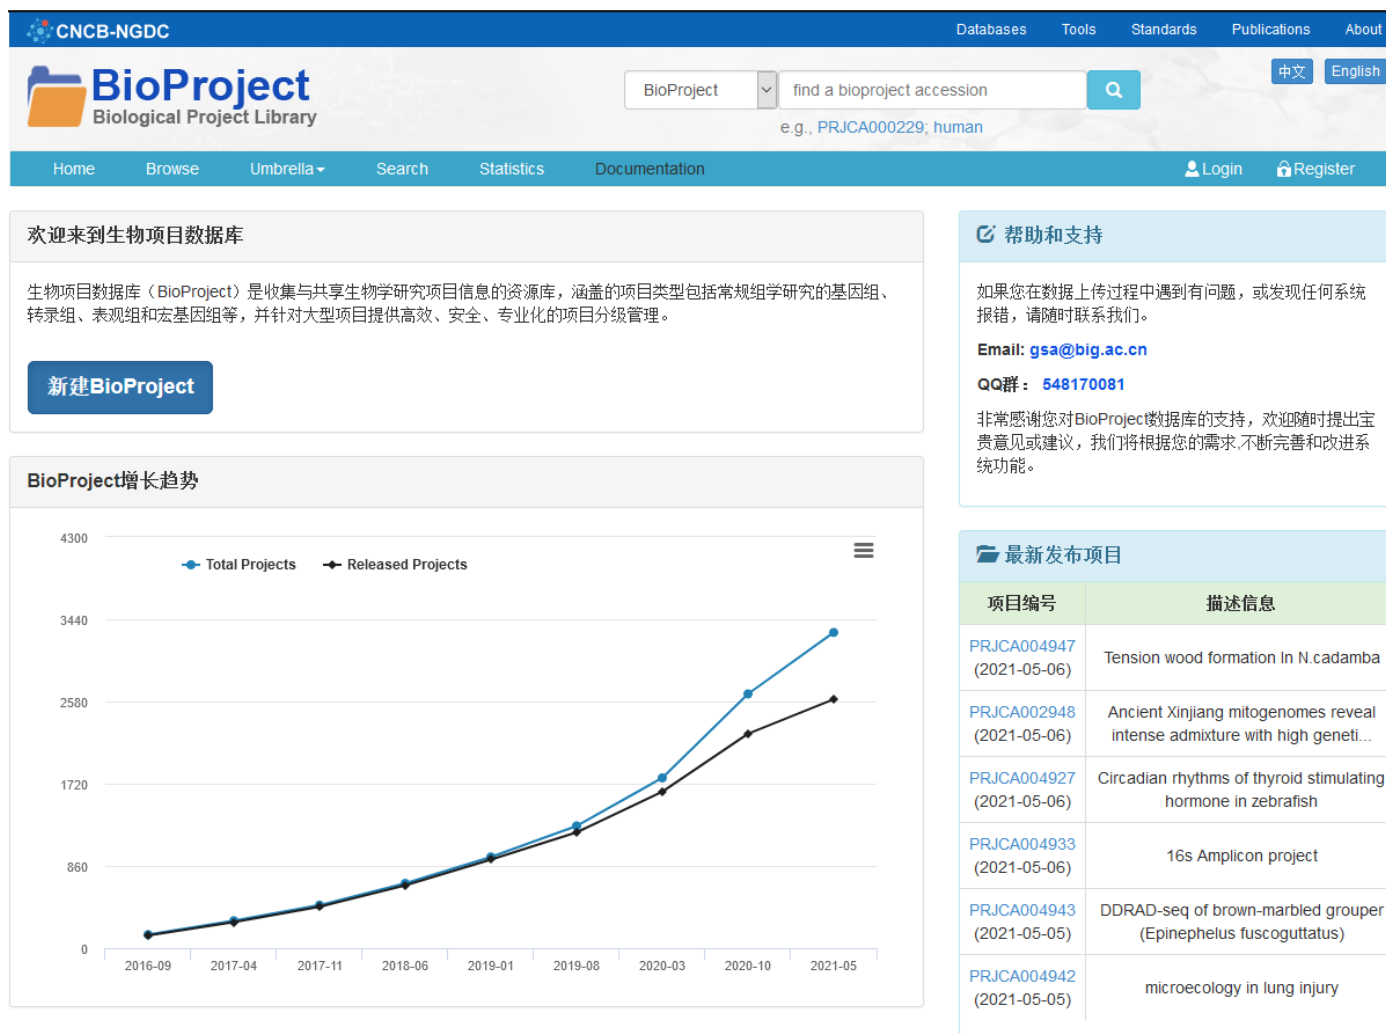 CNCB-NGDC
Databases Tools Standards Publications About
BioProject
Biological Project Library
BioProject find a bioproject accession
e.g., PRJCA000229; human
中文 English
Home Browse Umbrella Search Statistics Documentation Login Register
欢迎来到生物项目数据库
生物项目数据库（BioProject）是收集与共享生物学研究项目信息的资源库，涵盖的项目类型包括常规组学研究的基因组、
转录组、表观组和宏基因组等，并针对大型项目提供高效、安全、专业化的项目分级管理。
新建BioProject
BioProject增长趋势
Total Projects Released Projects
4300
3440
2580
1720
860
0
2016-09 2017-04 2017-11 2018-06 2019-01 2019-08 2020-03 2020-10 2021-05
帮助和支持
如果您在数据上传过程中遇到有问题，或发现任何系统
报错，请随时联系我们。
Email: gsa@big.ac.cn
QQ群： 548170081
非常感谢您对BioProject数据库的支持，欢迎随时提出宝
贵意见或建议，我们将根据您的需求,不断完善和改进系
统功能。
最新发布项目
项目编号 描述信息
PRJCA004947
(2021-05-06)
Tension wood formation In N.cadamba
PRJCA002948
(2021-05-06)
Ancient Xinjiang mitogenomes reveal
intense admixture with high geneti...
PRJCA004927
(2021-05-06)
Circadian rhythms of thyroid stimulating
hormone in zebrafish
PRJCA004933
(2021-05-06)
16s Amplicon project
PRJCA004943
(2021-05-05)
DDRAD-seq of brown-marbled grouper
(Epinephelus fuscoguttatus)
PRJCA004942
(2021-05-05)
microecology in lung injury